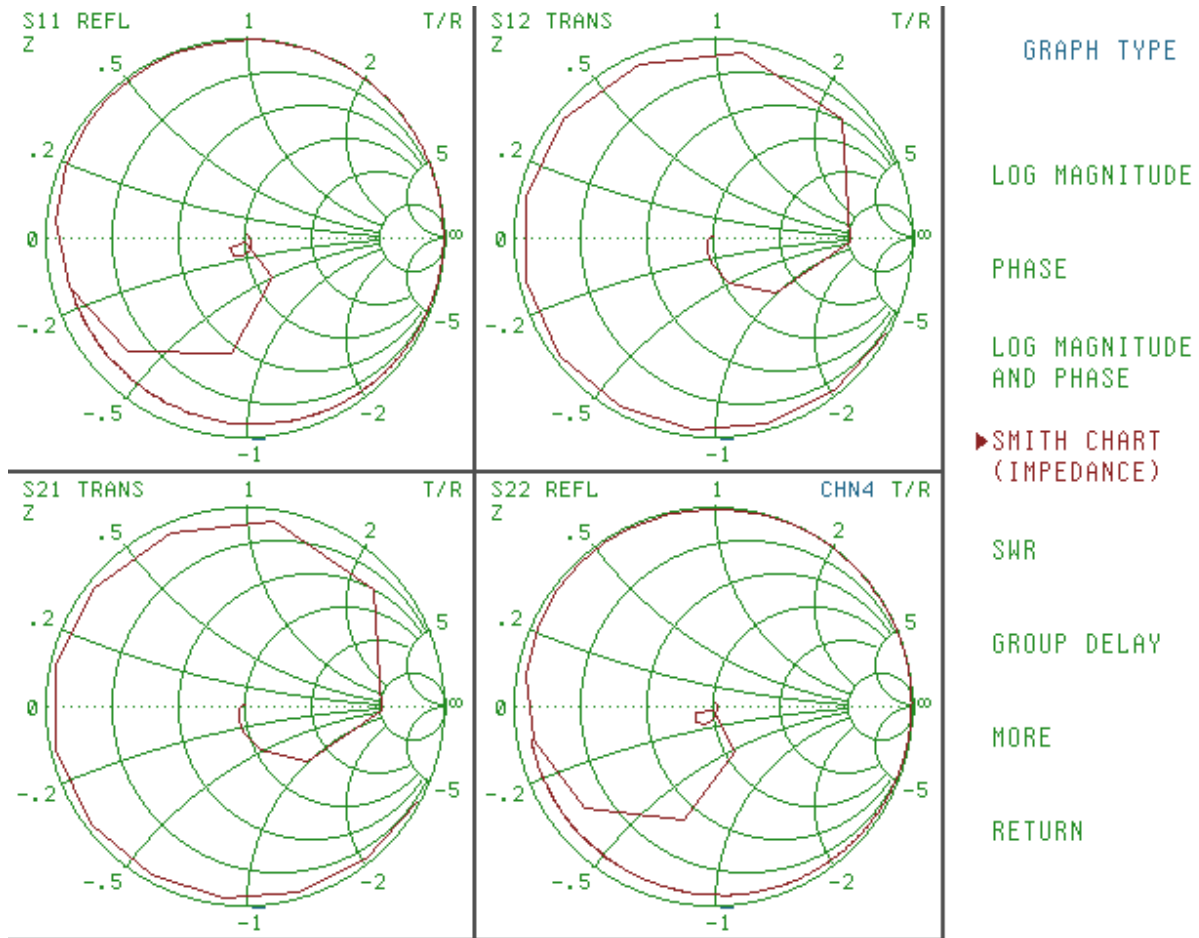 S11 REFL 1 T/R
Z
.5 2
.2 5
0 ∞
-.2 -5
-.5 -2
-1
S12 TRANS 1 T/R
Z
.5 2
.2 5
0 ∞
-.2 -5
-.5 -2
-1
S21 TRANS 1 T/R
Z
.5 2
.2 5
0 ∞
-.2 -5
-.5 -2
-1
S22 REFL 1 CHN4 T/R
Z
.5 2
.2 5
0 ∞
-.2 -5
-.5 -2
-1
GRAPH TYPE
LOG MAGNITUDE
PHASE
LOG MAGNITUDE
AND PHASE
▶SMITH CHART
(IMPEDANCE)
SWR
GROUP DELAY
MORE
RETURN